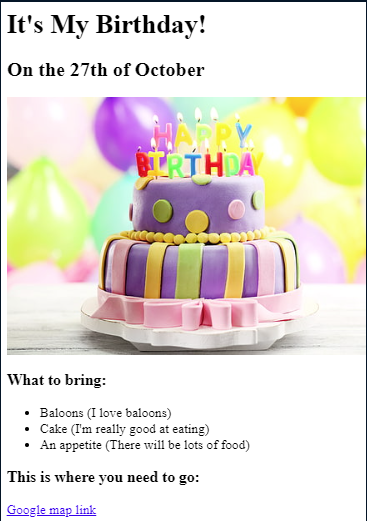 It's My Birthday!
On the 27th of October
HAPPY
BIRTHDAY
What to bring:
Baloons (I love baloons)
Cake (I'm really good at eating)
An appetite (There will be lots of food)
This is where you need to go:
Google map link